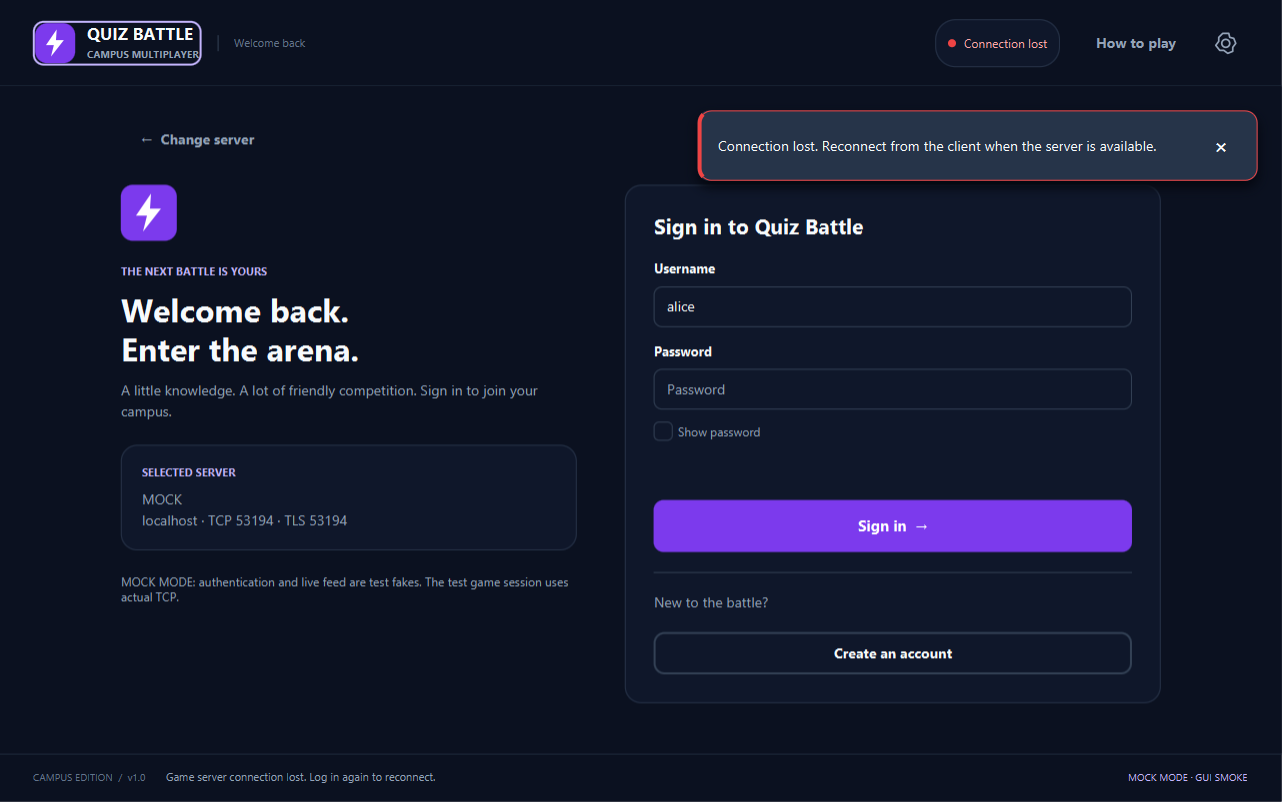 QUIZ BATTLE
CAMPUS MULTIPLAYER
Welcome back
Connection lost
How to play
← Change server
Connection lost. Reconnect from the client when the server is available.
×
THE NEXT BATTLE IS YOURS
Welcome back.
Enter the arena.
A little knowledge. A lot of friendly competition. Sign in to join your
campus.
SELECTED SERVER
MOCK
localhost · TCP 53194 · TLS 53194
MOCK MODE: authentication and live feed are test fakes. The test game session uses
actual TCP.
Sign in to Quiz Battle
Username
alice
Password
Password
Show password
Sign in →
New to the battle?
Create an account
CAMPUS EDITION / v1.0
Game server connection lost. Log in again to reconnect.
MOCK MODE · GUI SMOKE